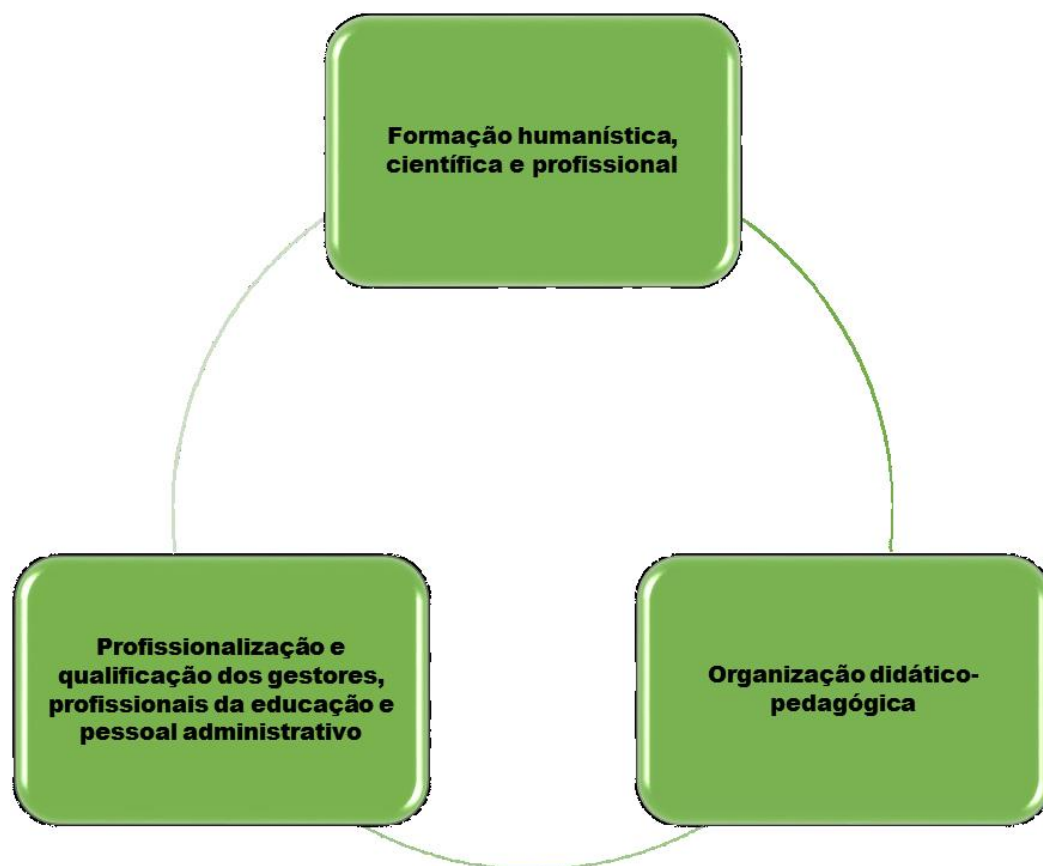 Formação humanística,
científica e profissional
Profissionalização e
qualificação dos gestores,
profissionais da educação e
pessoal administrativo
Organização didático-
pedagógica